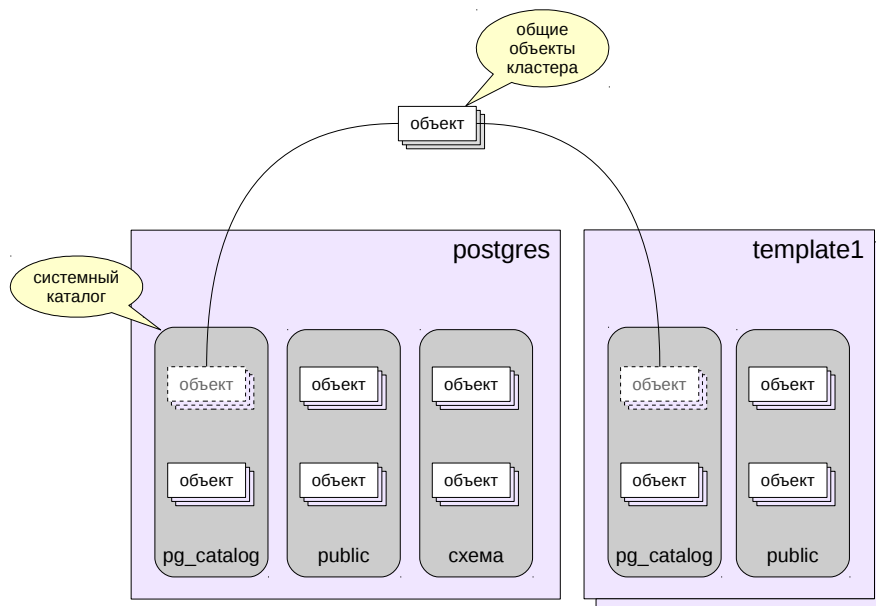 общие
объекты
кластера
объект
postgres
template1
системный
каталог
объект
объект
объект
объект
объект
объект
объект
объект
объект
объект
pg_catalog
public
схема
pg_catalog
public